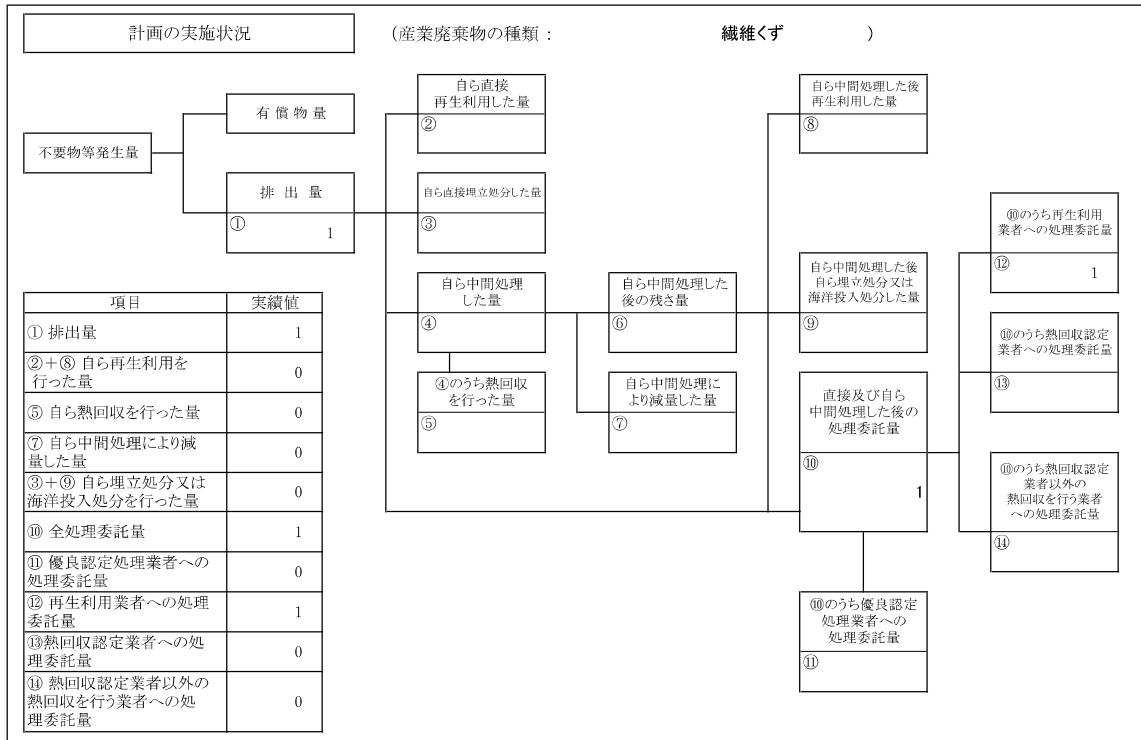 計画の実施状況
(産業廃棄物の種類： 繊維くず )
不要物等発生量
有償物量
排出量
①
1
自ら直接
再生利用した量
②
自ら直接埋立処分した量
③
自ら中間処理
した量
④
④のうち熱回収
を行った量
⑤
自ら中間処理した
後の残さ量
⑥
自ら中間処理に
より減量した量
⑦
自ら中間処理した後
再生利用した量
⑧
自ら中間処理した後
自ら埋立処分又は
海洋投入処分した量
⑨
直接及び自ら
中間処理した後の
処理委託量
⑩
1
⑩のうち優良認定
処理業者への
処理委託量
⑪
⑩のうち再生利用
業者への処理委託量
⑫
1
⑩のうち熱回収認定
業者への処理委託量
⑬
⑩のうち熱回収認定
業者以外の
熱回収を行う業者
への処理委託量
⑭
項目 実績値
① 排出量 1
②＋⑧ 自ら再生利用を
行った量 0
⑤ 自ら熱回収を行った量 0
⑦ 自ら中間処理により減
量した量 0
③＋⑨ 自ら埋立処分又は
海洋投入処分を行った量 0
⑩ 全処理委託量 1
⑪ 優良認定処理業者への
処理委託量 0
⑫ 再生利用業者への処理
委託量 1
⑬熱回収認定業者への処
理委託量 0
⑭ 熱回収認定業者以外の
熱回収を行う業者への処
理委託量 0